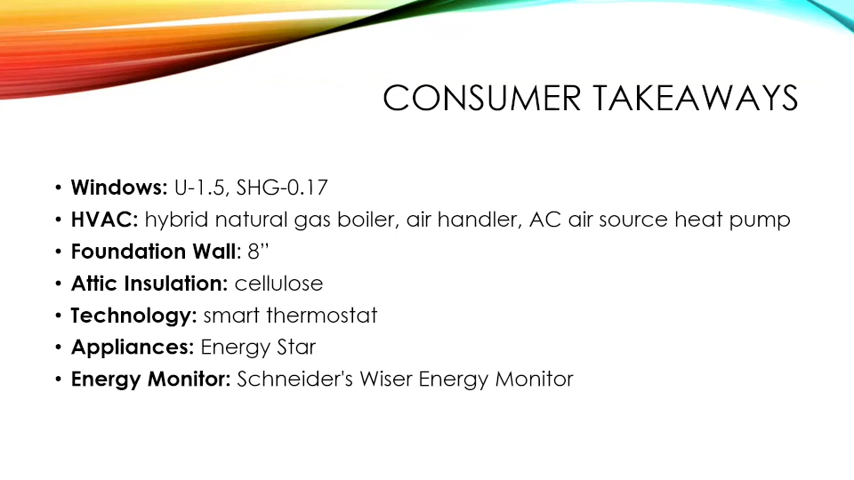 CONSUMER TAKEAWAYS
• Windows: U-1.5, SHG-0.17
• HVAC: hybrid natural gas boiler, air handler, AC air source heat pump
• Foundation Wall: 8”
• Attic Insulation: cellulose
• Technology: smart thermostat
• Appliances: Energy Star
• Energy Monitor: Schneider's Wiser Energy Monitor